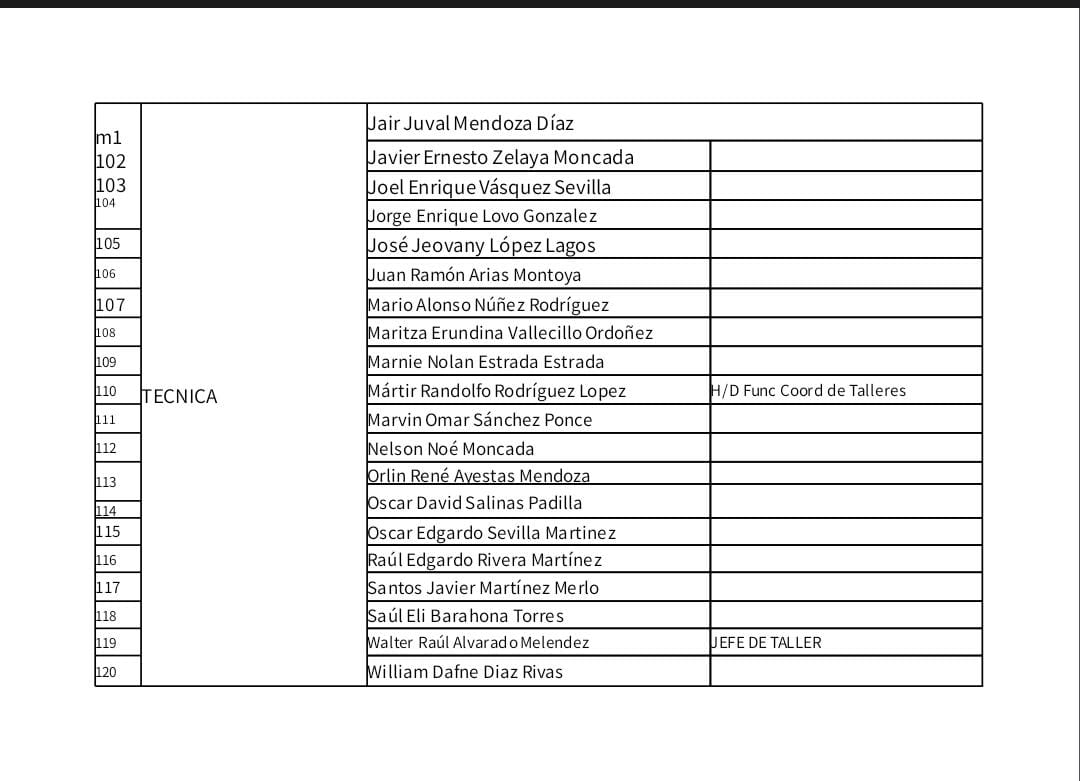 m1
102
103
104
105
106
107
108
109
110
111
112
113
114
115
116
117
118
119
120
TECNICA
Jair Juval Mendoza Díaz
Javier Ernesto Zelaya Moncada
Joel Enrique Vásquez Sevilla
Jorge Enrique Lovo Gonzalez
José Jeovany López Lagos
Juan Ramón Arias Montoya
Mario Alonso Núñez Rodríguez
Maritza Erundina Vallecillo Ordoñez
Marnie Nolan Estrada Estrada
Mártir Randolfo Rodríguez Lopez H/D Func Coord de Talleres
Marvin Omar Sánchez Ponce
Nelson Noé Moncada
Orlin René Avestas Mendoza
Oscar David Salinas Padilla
Oscar Edgardo Sevilla Martinez
Raúl Edgardo Rivera Martínez
Santos Javier Martínez Merlo
Saúl Eli Barahona Torres
Walter Raúl Alvarado Melendez JEFE DE TALLER
William Dafne Diaz Rivas